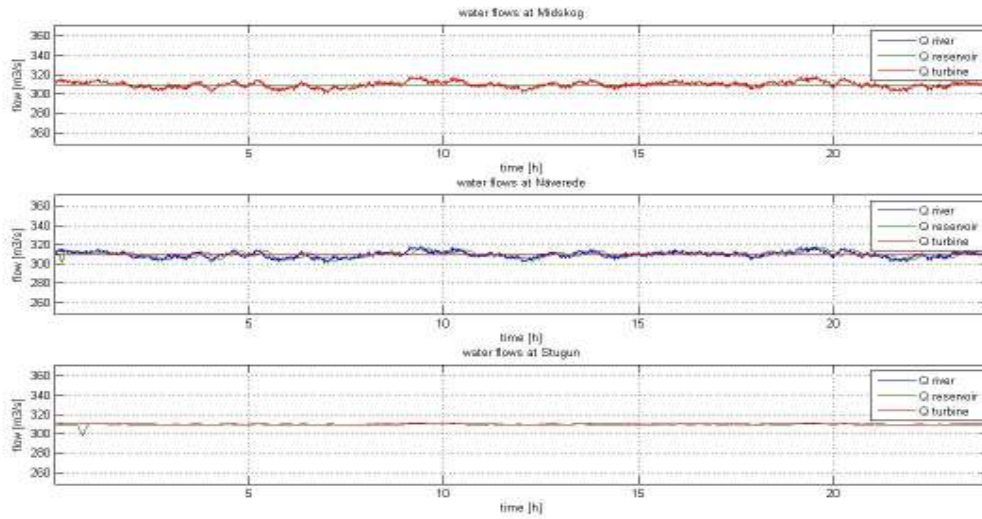 water flows at Midskog
360
340
320
300
280
260
flow [m3/s]
Q river
Q reservoir
Q turbine
5
10
15
20
time [h]
water flows at Näverede
360
340
320
300
280
260
flow [m3/s]
Q river
Q reservoir
Q turbine
5
10
15
20
time [h]
water flows at Stugun
360
340
320
300
280
260
flow [m3/s]
Q river
Q reservoir
Q turbine
5
10
15
20
time [h]